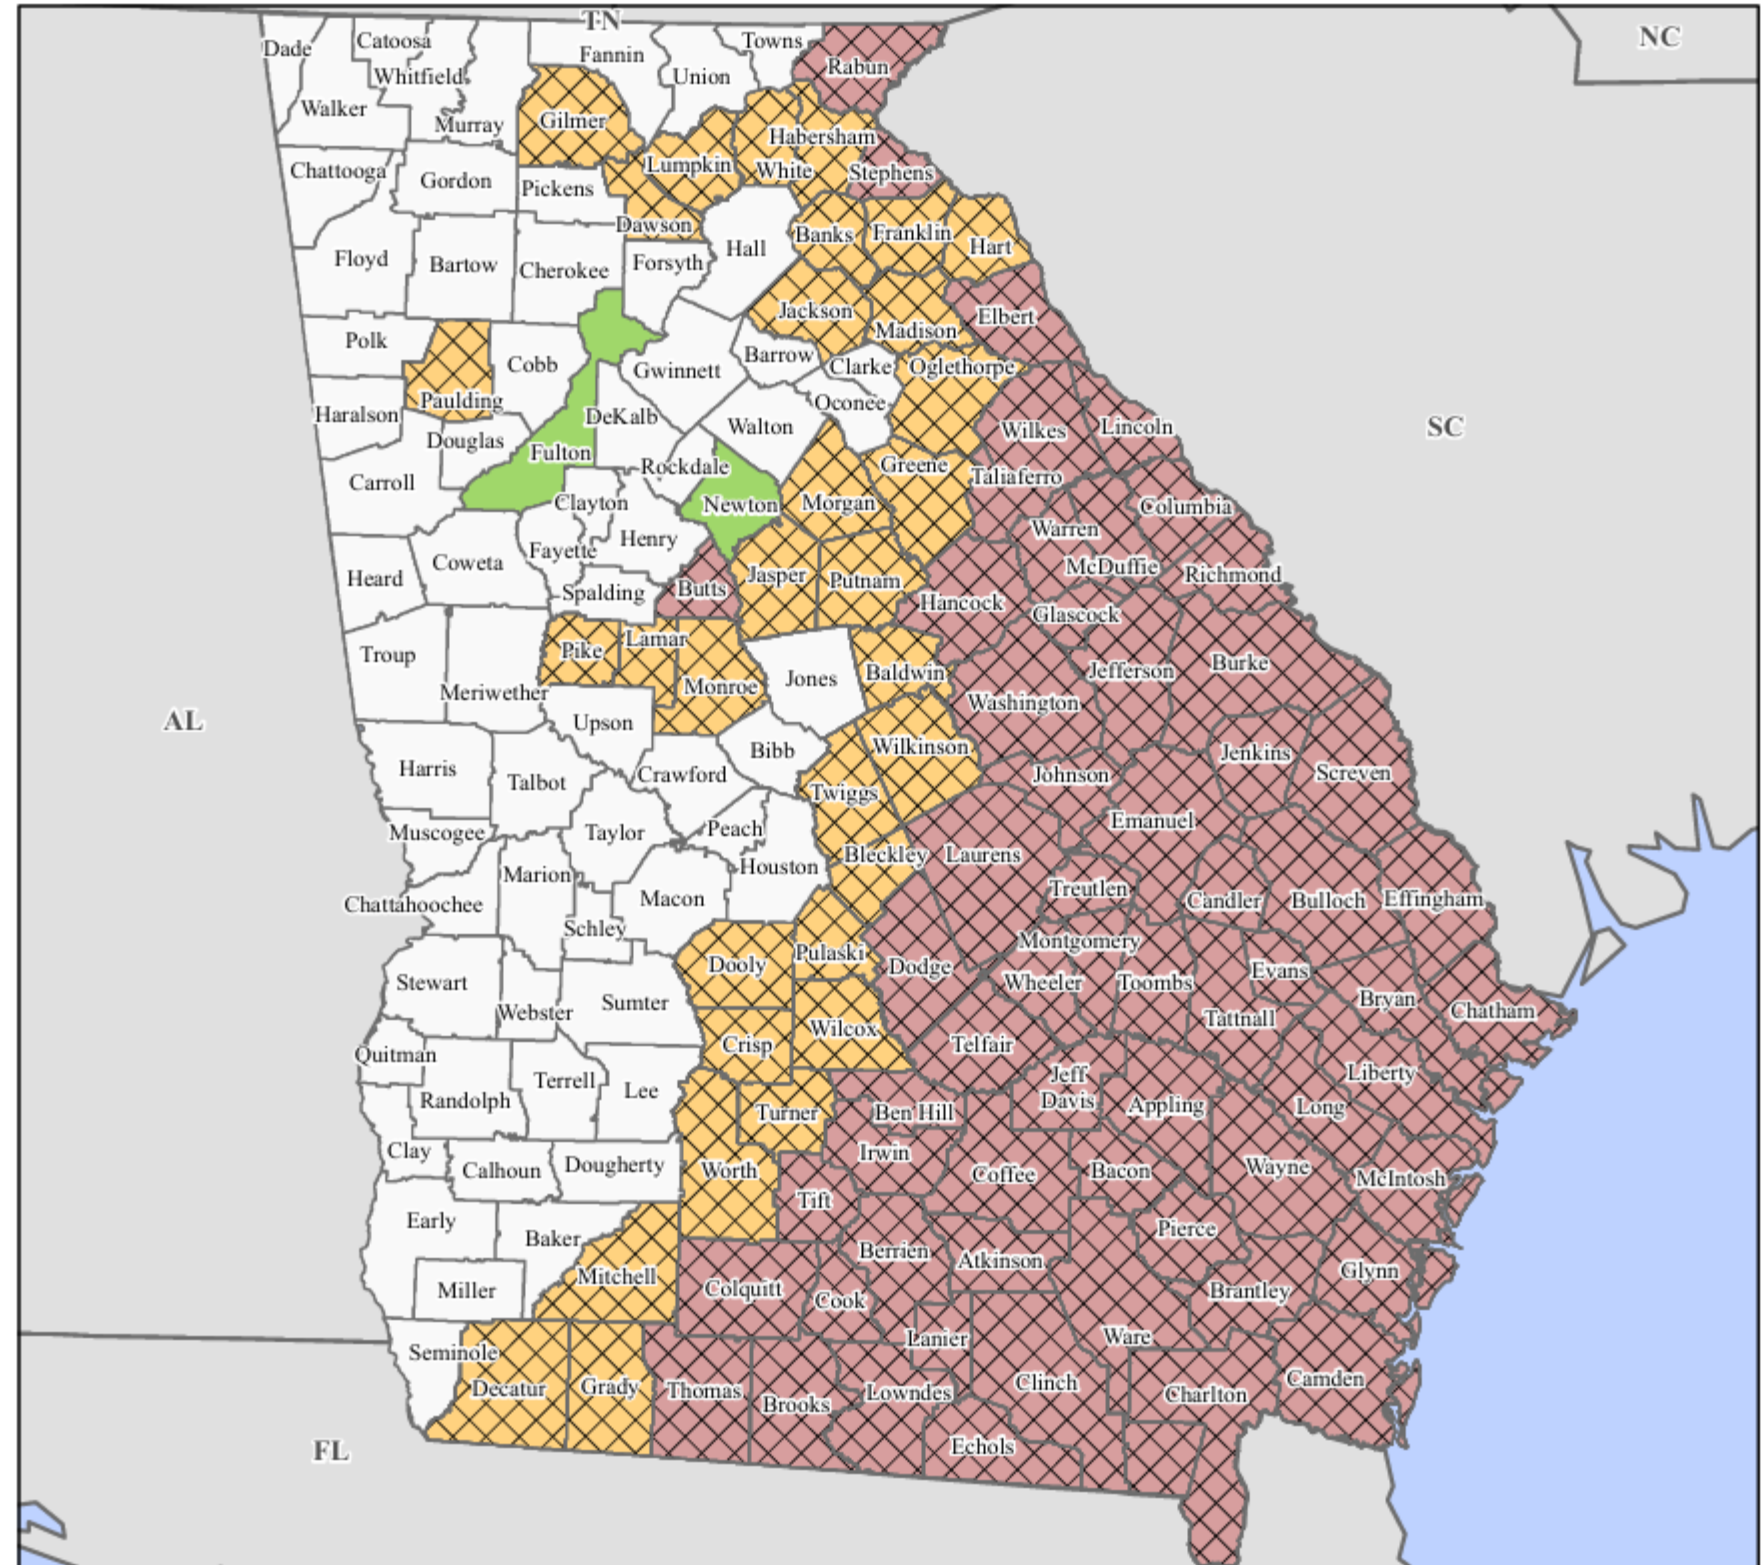 TN
NC
Dade
Catoosa
Fannin
Towns
Whitfield
Union
Rabun
Walker
Murray
Gilmer
Habersham
Lumpkin
White
Stephens
Chattooga
Gordon
Pickens
Dawson
Banks
Franklin
Hart
Hall
Floyd
Bartow
Cherokee
Forsyth
Jackson
Madison
Elbert
Polk
Cobb
Gwinnett
Barrow
Clarke
Oglethorpe
Paulding
Haralson
DeKalb
Oconee
Walton
Wilkes
Lincoln
SC
Douglas
Fulton
Rockdale
Greene
Taliaferro
Carroll
Clayton
Newton
Morgan
Columbia
Warren
Henry
Fayette
Coweta
Heard
Spalding
Butts
Jasper
Putnam
McDuffie
Richmond
Hancock
Glascock
Troup
Pike
Lamar
Monroe
Jones
Baldwin
Jefferson
Burke
Meriwether
Washington
AL
Upson
Bibb
Wilkinson
Jenkins
Screven
Harris
Talbot
Crawford
Twiggs
Johnson
Emanuel
Muscogee
Taylor
Peach
Houston
Bleckley
Laurens
Marion
Macon
Treutlen
Candler
Bulloch
Effingham
Chattahoochee
Schley
Montgomery
Pulaski
Dooly
Dodge
Stewart
Webster
Sumter
Wheeler
Toombs
Evans
Bryan
Chatham
Tattnall
Quitman
Crisp
Wilcox
Telfair
Jeff
Davis
Liberty
Randolph
Terrell
Lee
Turner
Ben Hill
Appling
Long
Clay
Calhoun
Dougherty
Worth
Irwin
Tift
Coffee
Bacon
Wayne
McIntosh
Early
Baker
Pierce
Miller
Mitchell
Colquitt
Cook
Berrien
Atkinson
Brantley
Glynn
Lanier
Ware
Seminole
Decatur
Grady
Thomas
Brooks
Lowndes
Clinch
Charlton
Camden
Echols
FL